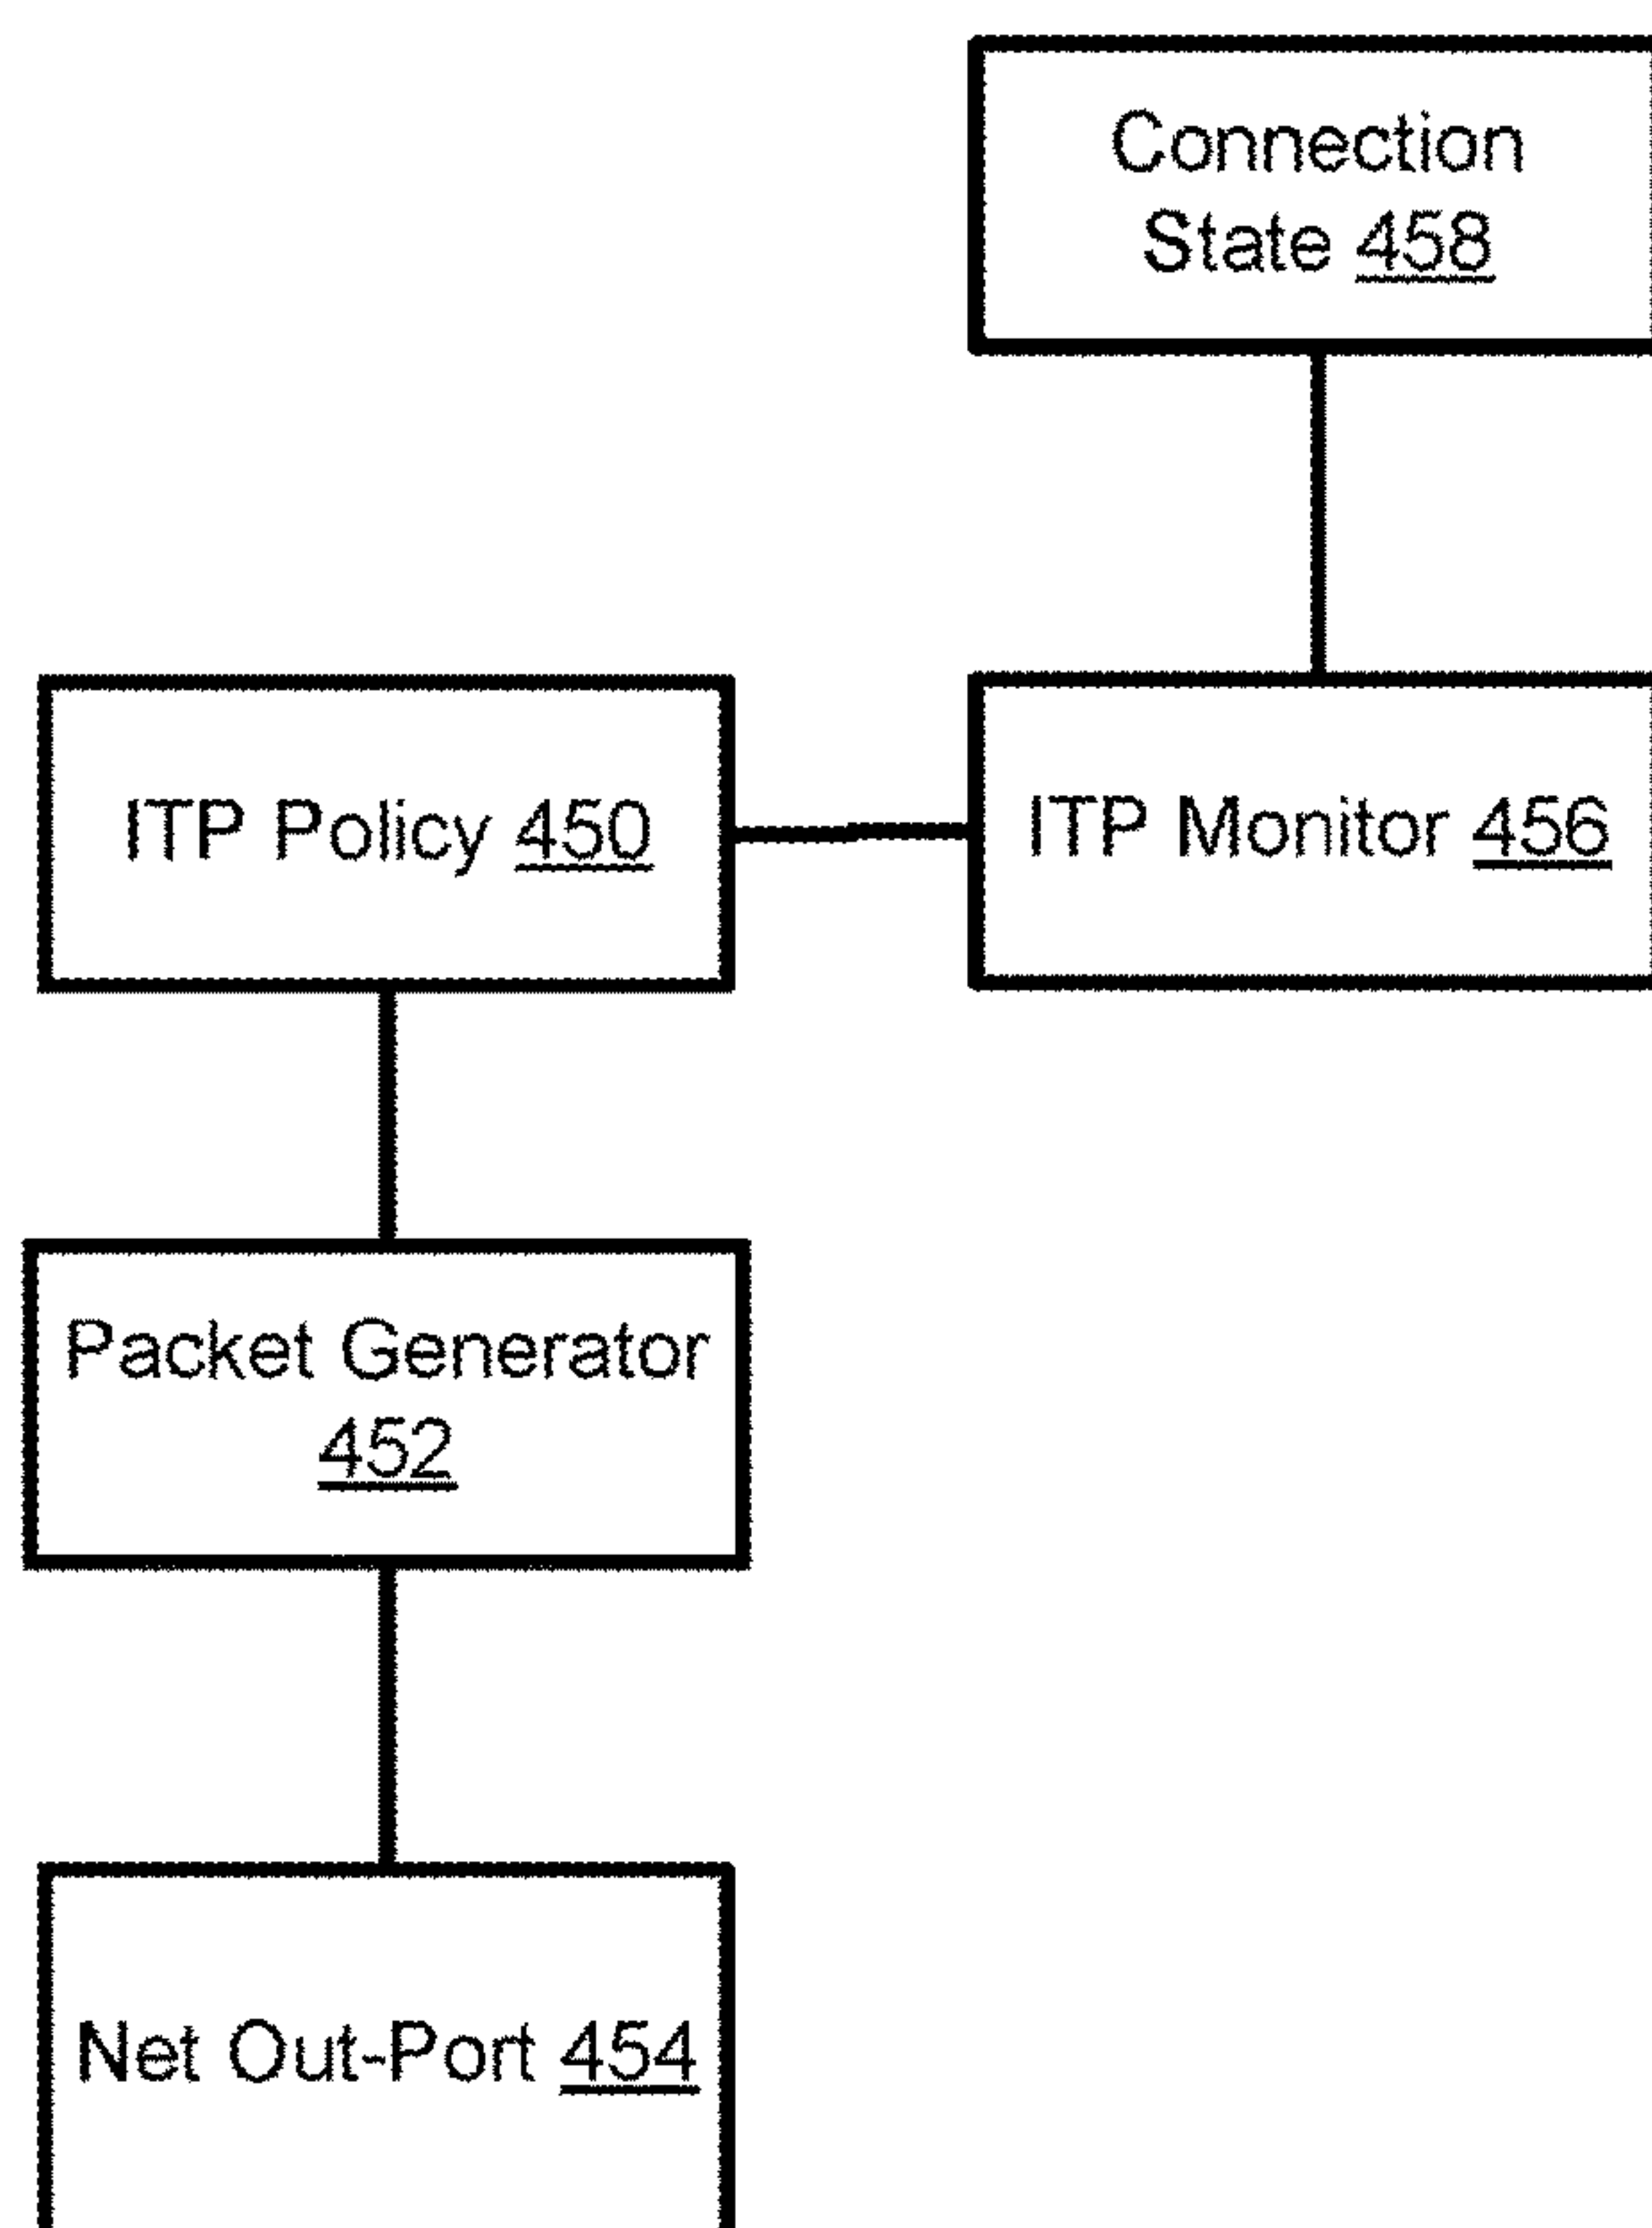 Connection
State 458
ITP Policy 450
ITP Monitor 456
Packet Generator
452
Net Out-Port 454